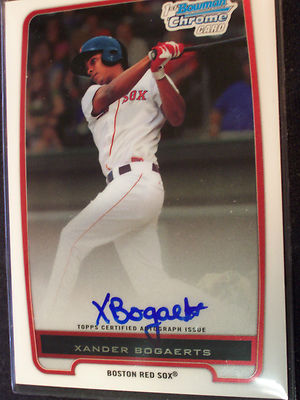 1st Bowman
Chrome
CARD
SOX
XBogaerts
TOPPS CERTIFIED AUTOGRAPH ISSUE
XANDER BOGAERTS
BOSTON RED SOX®